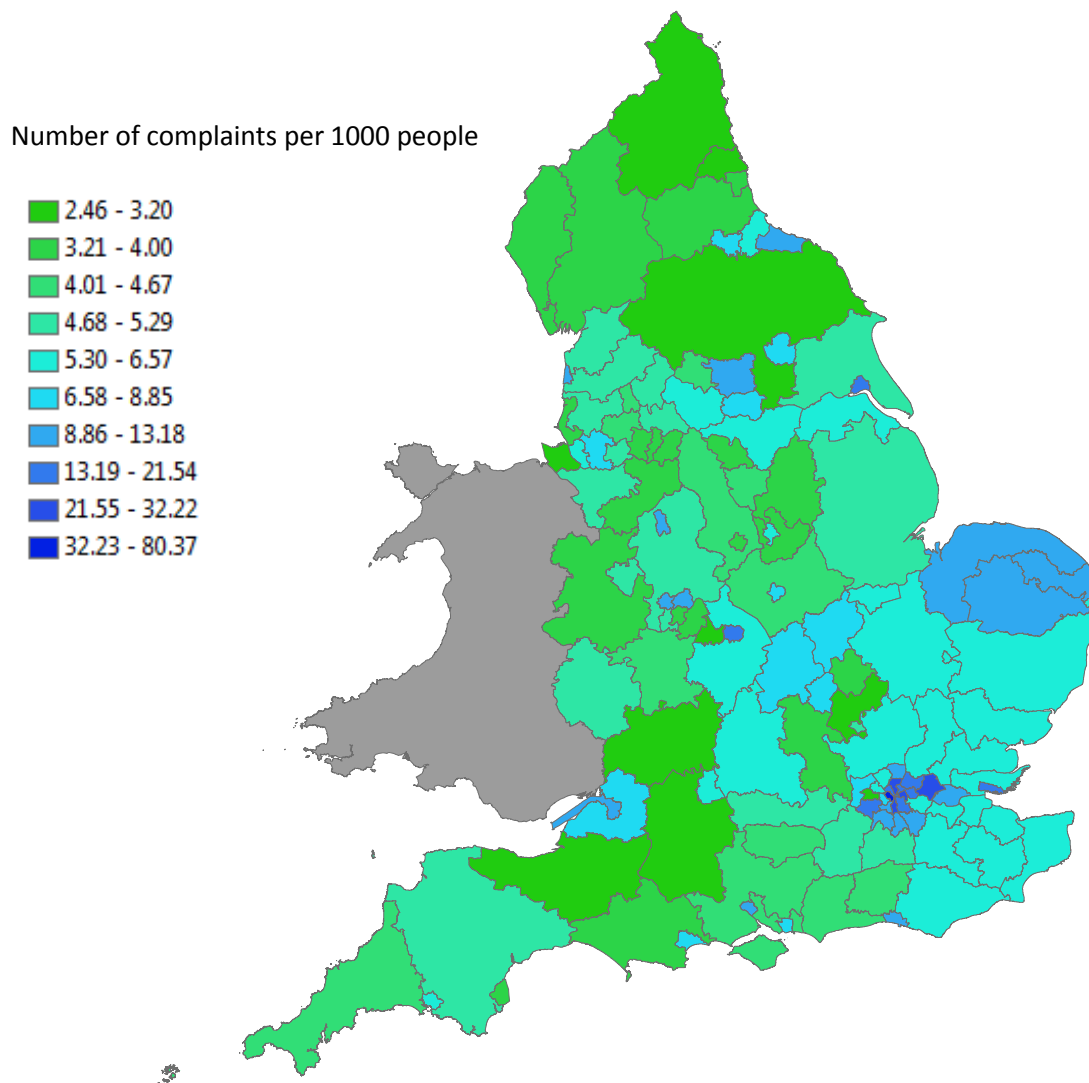 Number of complaints per 1000 people
2.46 - 3.20
3.21 - 4.00
4.01 - 4.67
4.68 - 5.29
5.30 - 6.57
6.58 - 8.85
8.86 - 13.18
13.19 - 21.54
21.55 - 32.22
32.23 - 80.37